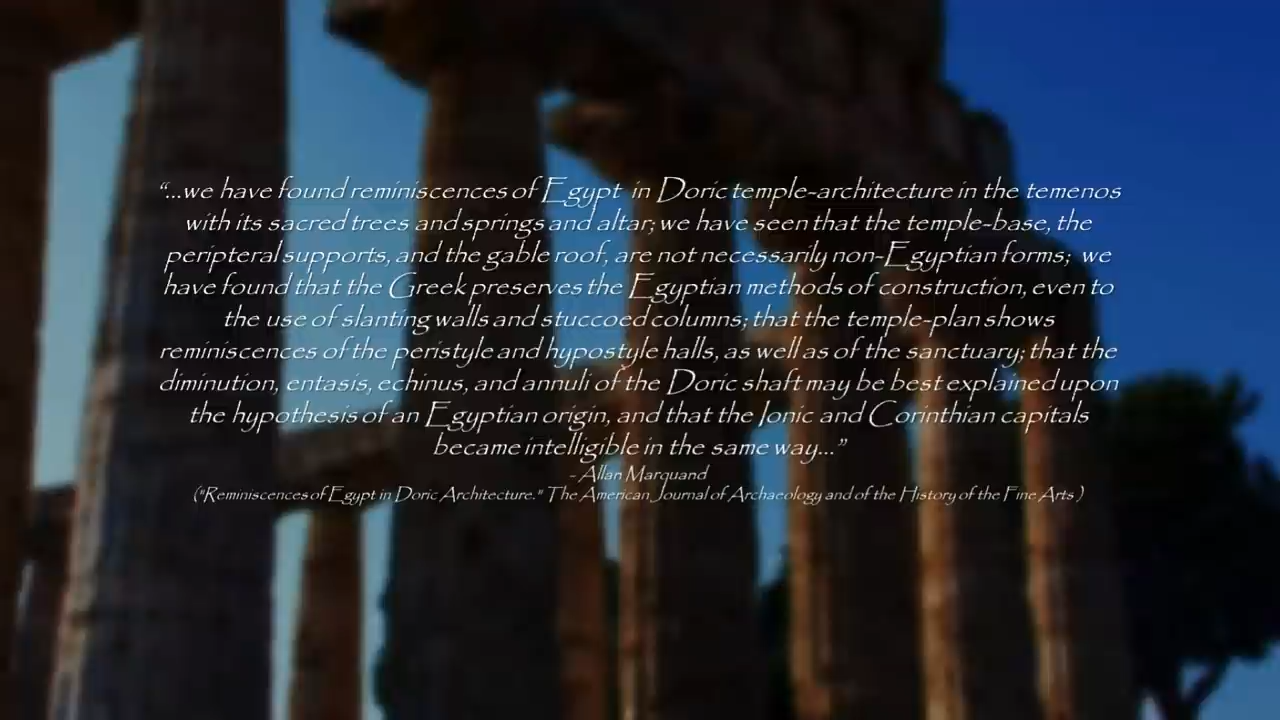 “...we have found reminiscences of Egypt in Doric temple-architecture in the temenos
with its sacred trees and springs and altar; we have seen that the temple-base, the
peripteral supports, and the gable roof, are not necessarily non-Egyptian forms; we
have found that the Greek preserves the Egyptian methods of construction, even to
the use of slanting walls and stuccoed columns; that the temple-plan shows
reminiscences of the peristyle and hypostyle halls, as well as of the sanctuary; that the
diminution, entasis, echinus, and annuli of the Doric shaft may be best explained upon
the hypothesis of an Egyptian origin, and that the Ionic and Corinthian capitals
became intelligible in the same way...”
- Allan Marquand
("Reminiscences of Egypt in Doric Architecture." The American Journal of Archaeology and of the History of the Fine Arts )